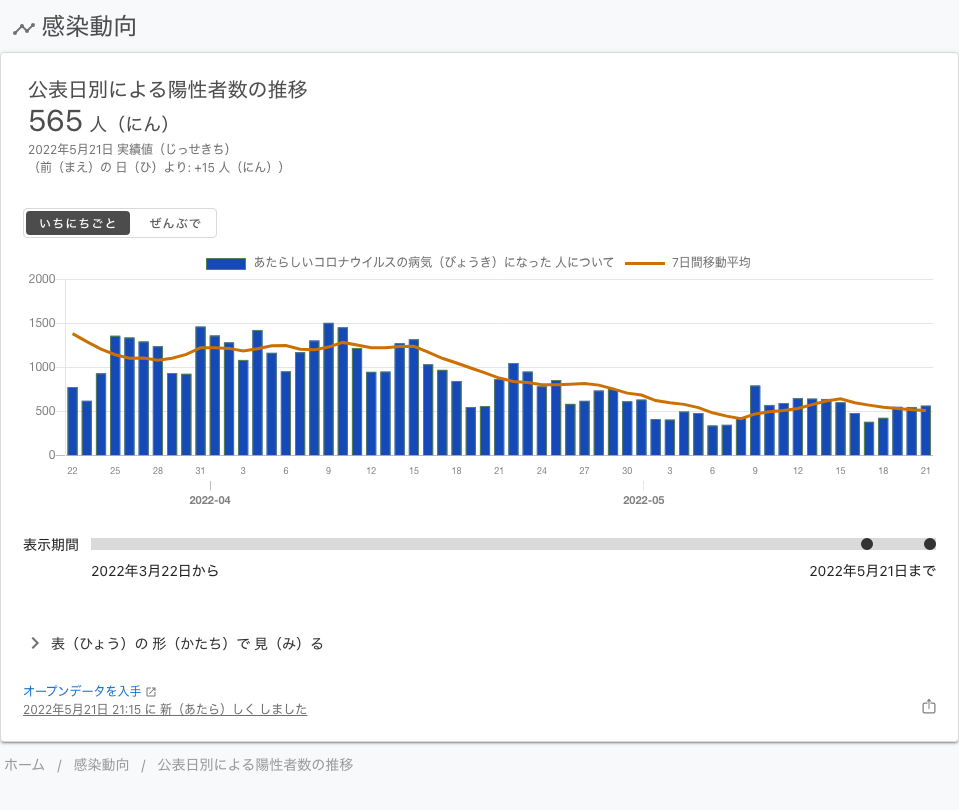 感染動向
公表日別による陽性者数の推移
565 人（にん）
2022年5月21日 実績値（じっせきち）
（前（まえ）の 日（ひ）より: +15 人（にん））
いちにちごと ぜんぶで
あたらしいコロナウイルスの病気（びょうき）になった 人について 7日間移動平均
2000
1500
1000
500
0
22 25 28 31 3 6 9 12 15 18 21 24 27 30 3 6 9 12 15 18 21
2022-04 2022-05
表示期間
2022年3月22日から 2022年5月21日まで
表（ひょう）の 形（かたち）で 見（み）る
オープンデータを入手
2022年5月21日 21:15 に 新（あたら）しく しました
ホーム / 感染動向 / 公表日別による陽性者数の推移